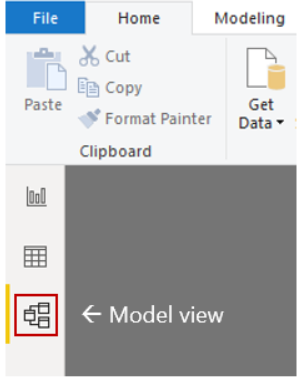 File Home Modeling
Cut
Copy
Paste
Format Painter
Get
Data
Clipboard
← Model view